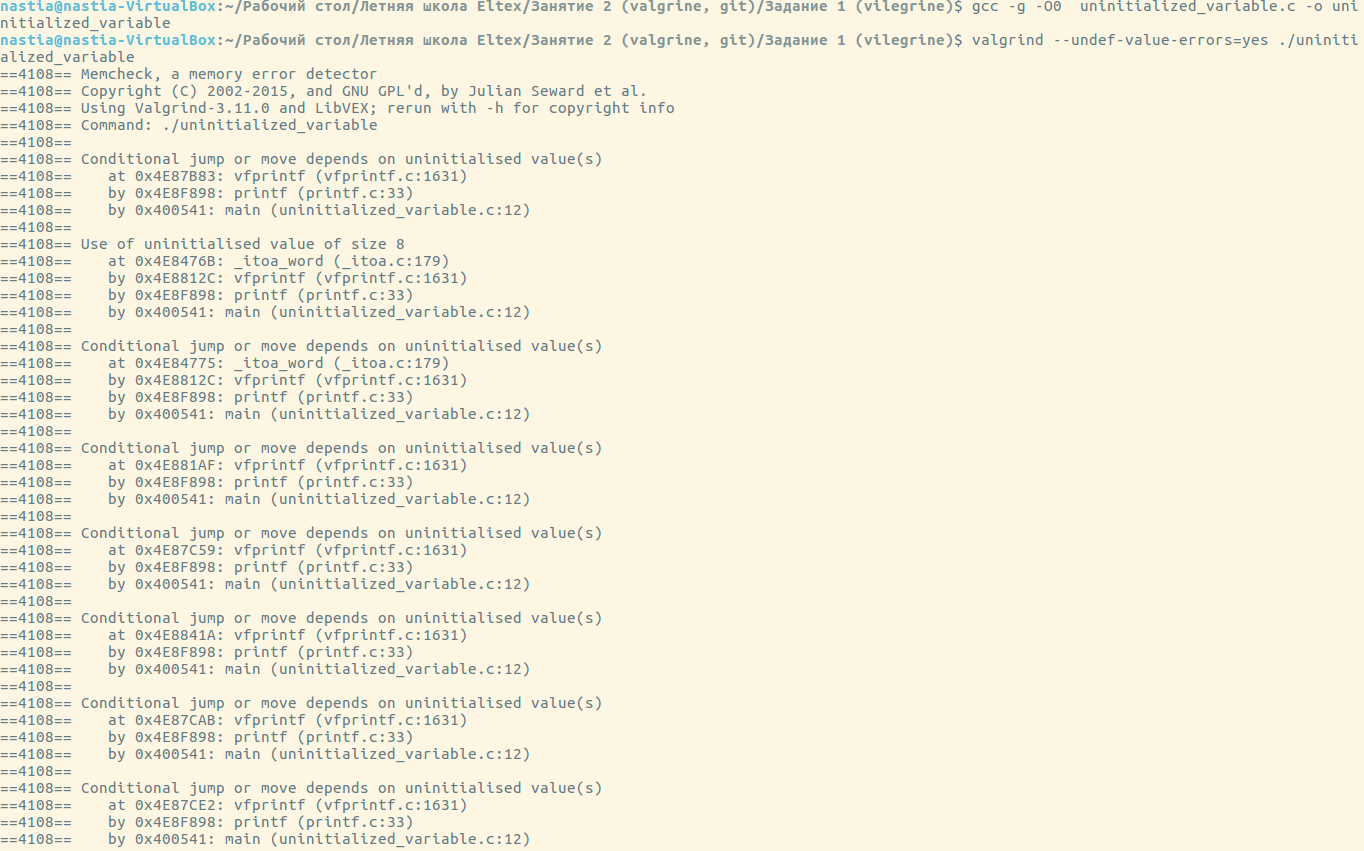 nastia@nastia-VirtualBox:~/Рабочий стол/Летняя школа Eltex/Занятие 2 (valgrine, git)/Задание 1 (vilegrine)$ gcc -g -O0  uninitialized_variable.c -o uni
nitialized_variable
nastia@nastia-VirtualBox:~/Рабочий стол/Летняя школа Eltex/Занятие 2 (valgrine, git)/Задание 1 (vilegrine)$ valgrind --undef-value-errors=yes ./uniniti
alized_variable
==4108== Memcheck, a memory error detector
==4108== Copyright (C) 2002-2015, and GNU GPL'd, by Julian Seward et al.
==4108== Using Valgrind-3.11.0 and LibVEX; rerun with -h for copyright info
==4108== Command: ./uninitialized_variable
==4108==
==4108== Conditional jump or move depends on uninitialised value(s)
==4108==    at 0x4E87B83: vfprintf (vfprintf.c:1631)
==4108==    by 0x4E8F898: printf (printf.c:33)
==4108==    by 0x400541: main (uninitialized_variable.c:12)
==4108==
==4108== Use of uninitialised value of size 8
==4108==    at 0x4E8476B: _itoa_word (_itoa.c:179)
==4108==    by 0x4E8812C: vfprintf (vfprintf.c:1631)
==4108==    by 0x4E8F898: printf (printf.c:33)
==4108==    by 0x400541: main (uninitialized_variable.c:12)
==4108==
==4108== Conditional jump or move depends on uninitialised value(s)
==4108==    at 0x4E84775: _itoa_word (_itoa.c:179)
==4108==    by 0x4E8812C: vfprintf (vfprintf.c:1631)
==4108==    by 0x4E8F898: printf (printf.c:33)
==4108==    by 0x400541: main (uninitialized_variable.c:12)
==4108==
==4108== Conditional jump or move depends on uninitialised value(s)
==4108==    at 0x4E881AF: vfprintf (vfprintf.c:1631)
==4108==    by 0x4E8F898: printf (printf.c:33)
==4108==    by 0x400541: main (uninitialized_variable.c:12)
==4108==
==4108== Conditional jump or move depends on uninitialised value(s)
==4108==    at 0x4E87C59: vfprintf (vfprintf.c:1631)
==4108==    by 0x4E8F898: printf (printf.c:33)
==4108==    by 0x400541: main (uninitialized_variable.c:12)
==4108==
==4108== Conditional jump or move depends on uninitialised value(s)
==4108==    at 0x4E8841A: vfprintf (vfprintf.c:1631)
==4108==    by 0x4E8F898: printf (printf.c:33)
==4108==    by 0x400541: main (uninitialized_variable.c:12)
==4108==
==4108== Conditional jump or move depends on uninitialised value(s)
==4108==    at 0x4E87CAB: vfprintf (vfprintf.c:1631)
==4108==    by 0x4E8F898: printf (printf.c:33)
==4108==    by 0x400541: main (uninitialized_variable.c:12)
==4108==
==4108== Conditional jump or move depends on uninitialised value(s)
==4108==    at 0x4E87CE2: vfprintf (vfprintf.c:1631)
==4108==    by 0x4E8F898: printf (printf.c:33)
==4108==    by 0x400541: main (uninitialized_variable.c:12)